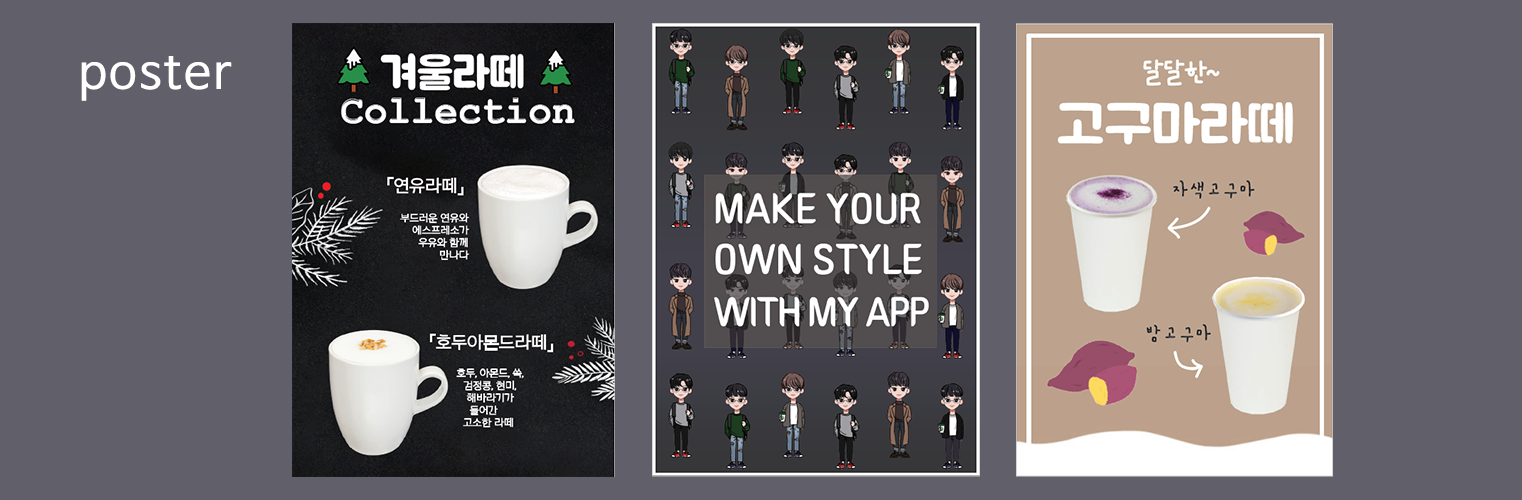 poster
겨울라떼
Collection
「연유라떼」
부드러운 연유와
에스프레소가
우유와 함께
만나다
「호두아몬드라떼」
호두, 아몬드, 쑥,
검정콩, 현미,
해바라기가
들어간
고소한 라떼
MAKE YOUR
OWN STYLE
WITH MY APP
달달한~
고구마라떼
자색고구마
밤고구마